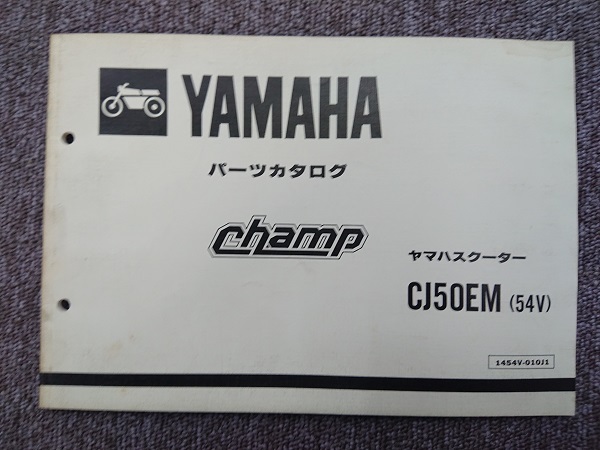 YAMAHA
パーツカタログ
champ
ヤマハスクーター
CJ50EM (54V)
1454V-010J1